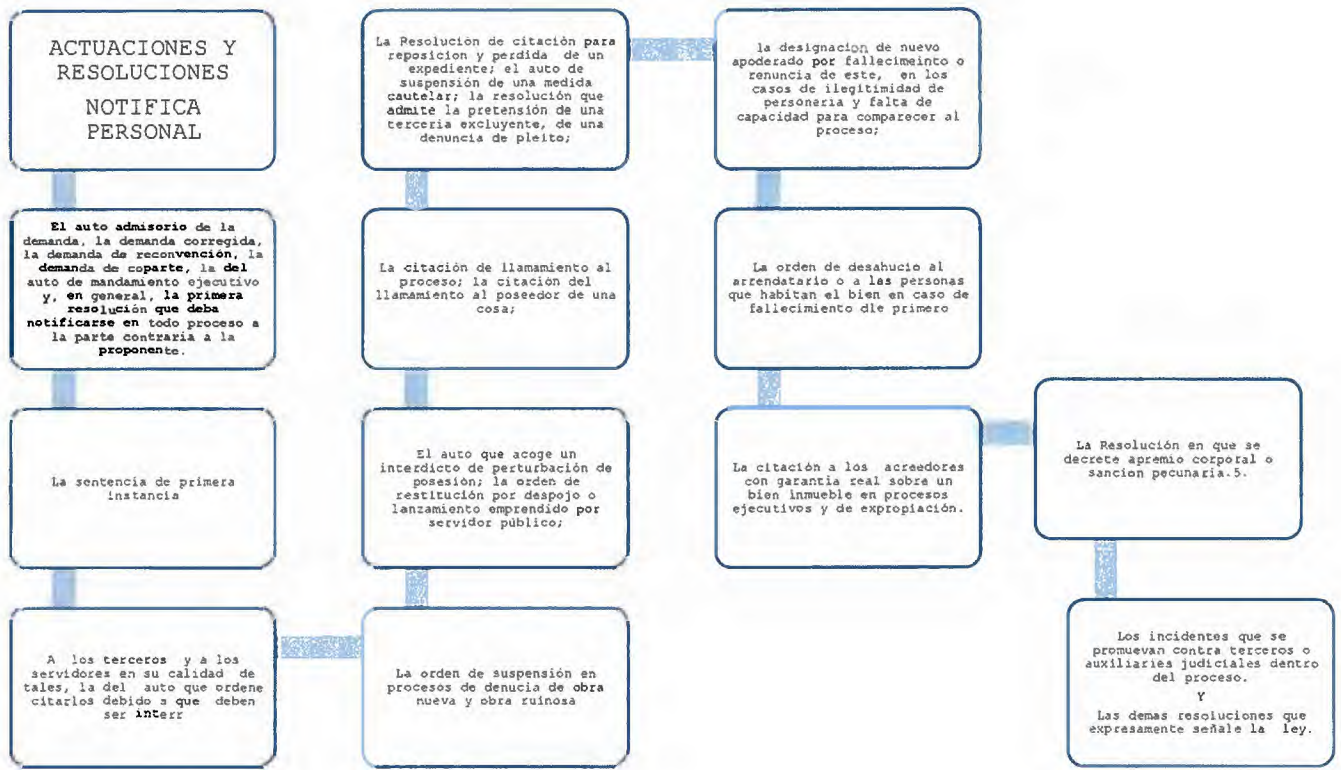 ACTUACIONES Y
RESOLUCIONES
NOTIFICA
PERSONAL
El auto admisorio de la
demanda, la demanda corregida,
la demanda de reconvención, la
demanda de coparte, la del
auto de mandamiento ejecutivo
y, en general, la primera
resolución que deba
notificarse en todo proceso a
la parte contraria a la
proponente.
La sentencia de primera
instancia
A los terceros y a los
servidores en su calidad de
tales, la del auto que ordene
citarlos debido a que deben
ser interr
La orden de suspensión en
procesos de denucia de obra
nueva y obra ruinosa
El auto que acoge un
interdicto de perturbación de
posesión; la orden de
restitución por despojo o
lanzamiento emprendido por
servidor público;
La citación de llamamiento al
proceso; la citación del
llamamiento al poseedor de una
cosa;
La Resolución de citación para
reposicion y perdida de un
expediente; el auto de
suspensión de una medida
cautelar; la resolución que
admite la pretensión de una
terceria excluyente, de una
denuncia de pleito;
la designacion de nuevo
apoderado por fallecimeinto o
renuncia de este, en los
casos de ilegitimidad de
personeria y falta de
capacidad para comparecer al
proceso;
La orden de desahucio al
arrendatario o a las personas
que habitan el bien en caso de
fallecimiento dle primero
La citación a los acreedores
con garantia real sobre un
bien inmueble en procesos
ejecutivos y de expropiación.
La Resolución en que se
decrete apremio corporal o
sancion pecunaria.5.
Los incidentes que se
promuevan contra terceros o
auxiliaries judiciales dentro
del proceso.
Y
Las demas resoluciones que
expresamente señale la ley.